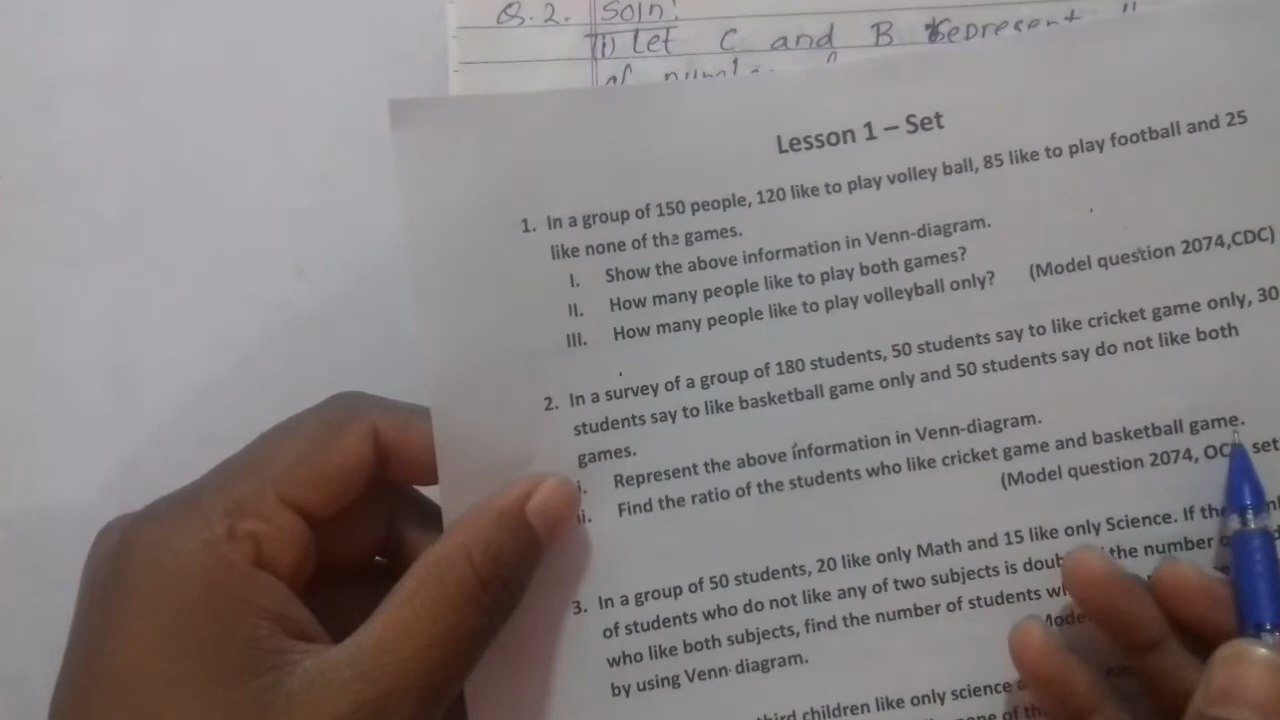 Q.2. Soln:
(i) Let C and B represent
of
Lesson 1 – Set
1. In a group of 150 people, 120 like to play volley ball, 85 like to play football and 25
like none of the games.
I. Show the above information in Venn-diagram.
II. How many people like to play both games?
III. How many people like to play volleyball only? (Model question 2074,CDC)
2. In a survey of a group of 180 students, 50 students say to like cricket game only, 30
students say to like basketball game only and 50 students say do not like both
games.
i. Represent the above information in Venn-diagram.
ii. Find the ratio of the students who like cricket game and basketball game.
(Model question 2074, set
3. In a group of 50 students, 20 like only Math and 15 like only Science. If the
of students who do not like any of two subjects is the number
who like both subjects, find the number of students
by using Venn-diagram.
third children like only science
none of